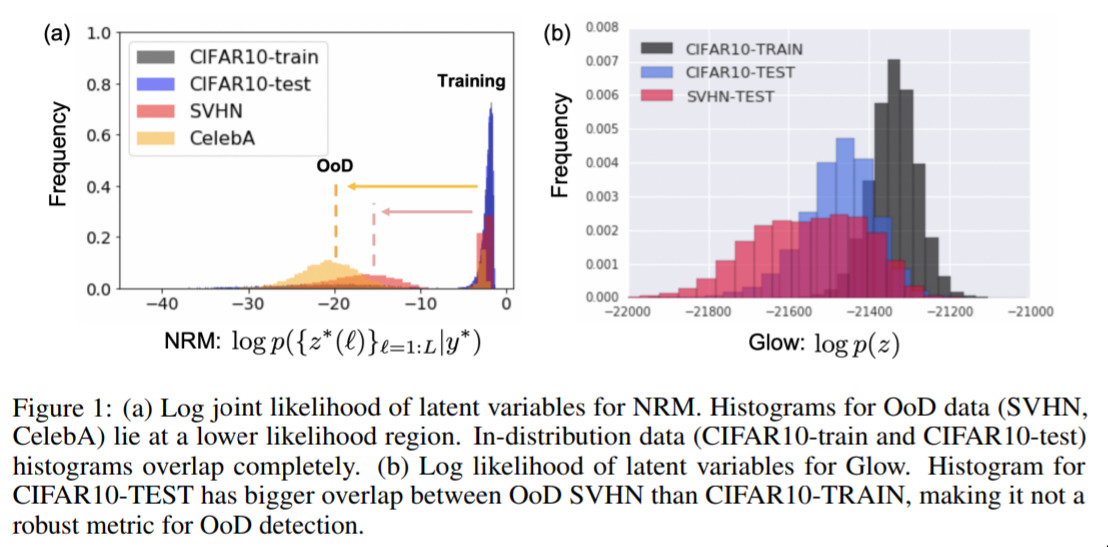 (a)
1.0
0.8
0.6
0.4
0.2
0.0
Frequency
CIFAR10-train
CIFAR10-test
SVHN
CelebA
Training
OoD
−40 −30 −20 −10 0
NRM: log p({z*(ℓ)}ℓ=1:L|y*)
(b)
0.008
0.007
0.006
0.005
0.004
0.003
0.002
0.001
0.000
Frequency
CIFAR10-TRAIN
CIFAR10-TEST
SVHN-TEST
−22000 −21800 −21600 −21400 −21200 −21000
Glow: log p(z)
Figure 1: (a) Log joint likelihood of latent variables for NRM. Histograms for OoD data (SVHN,
CelebA) lie at a lower likelihood region. In-distribution data (CIFAR10-train and CIFAR10-test)
histograms overlap completely. (b) Log likelihood of latent variables for Glow. Histogram for
CIFAR10-TEST has bigger overlap between OoD SVHN than CIFAR10-TRAIN, making it not a
robust metric for OoD detection.